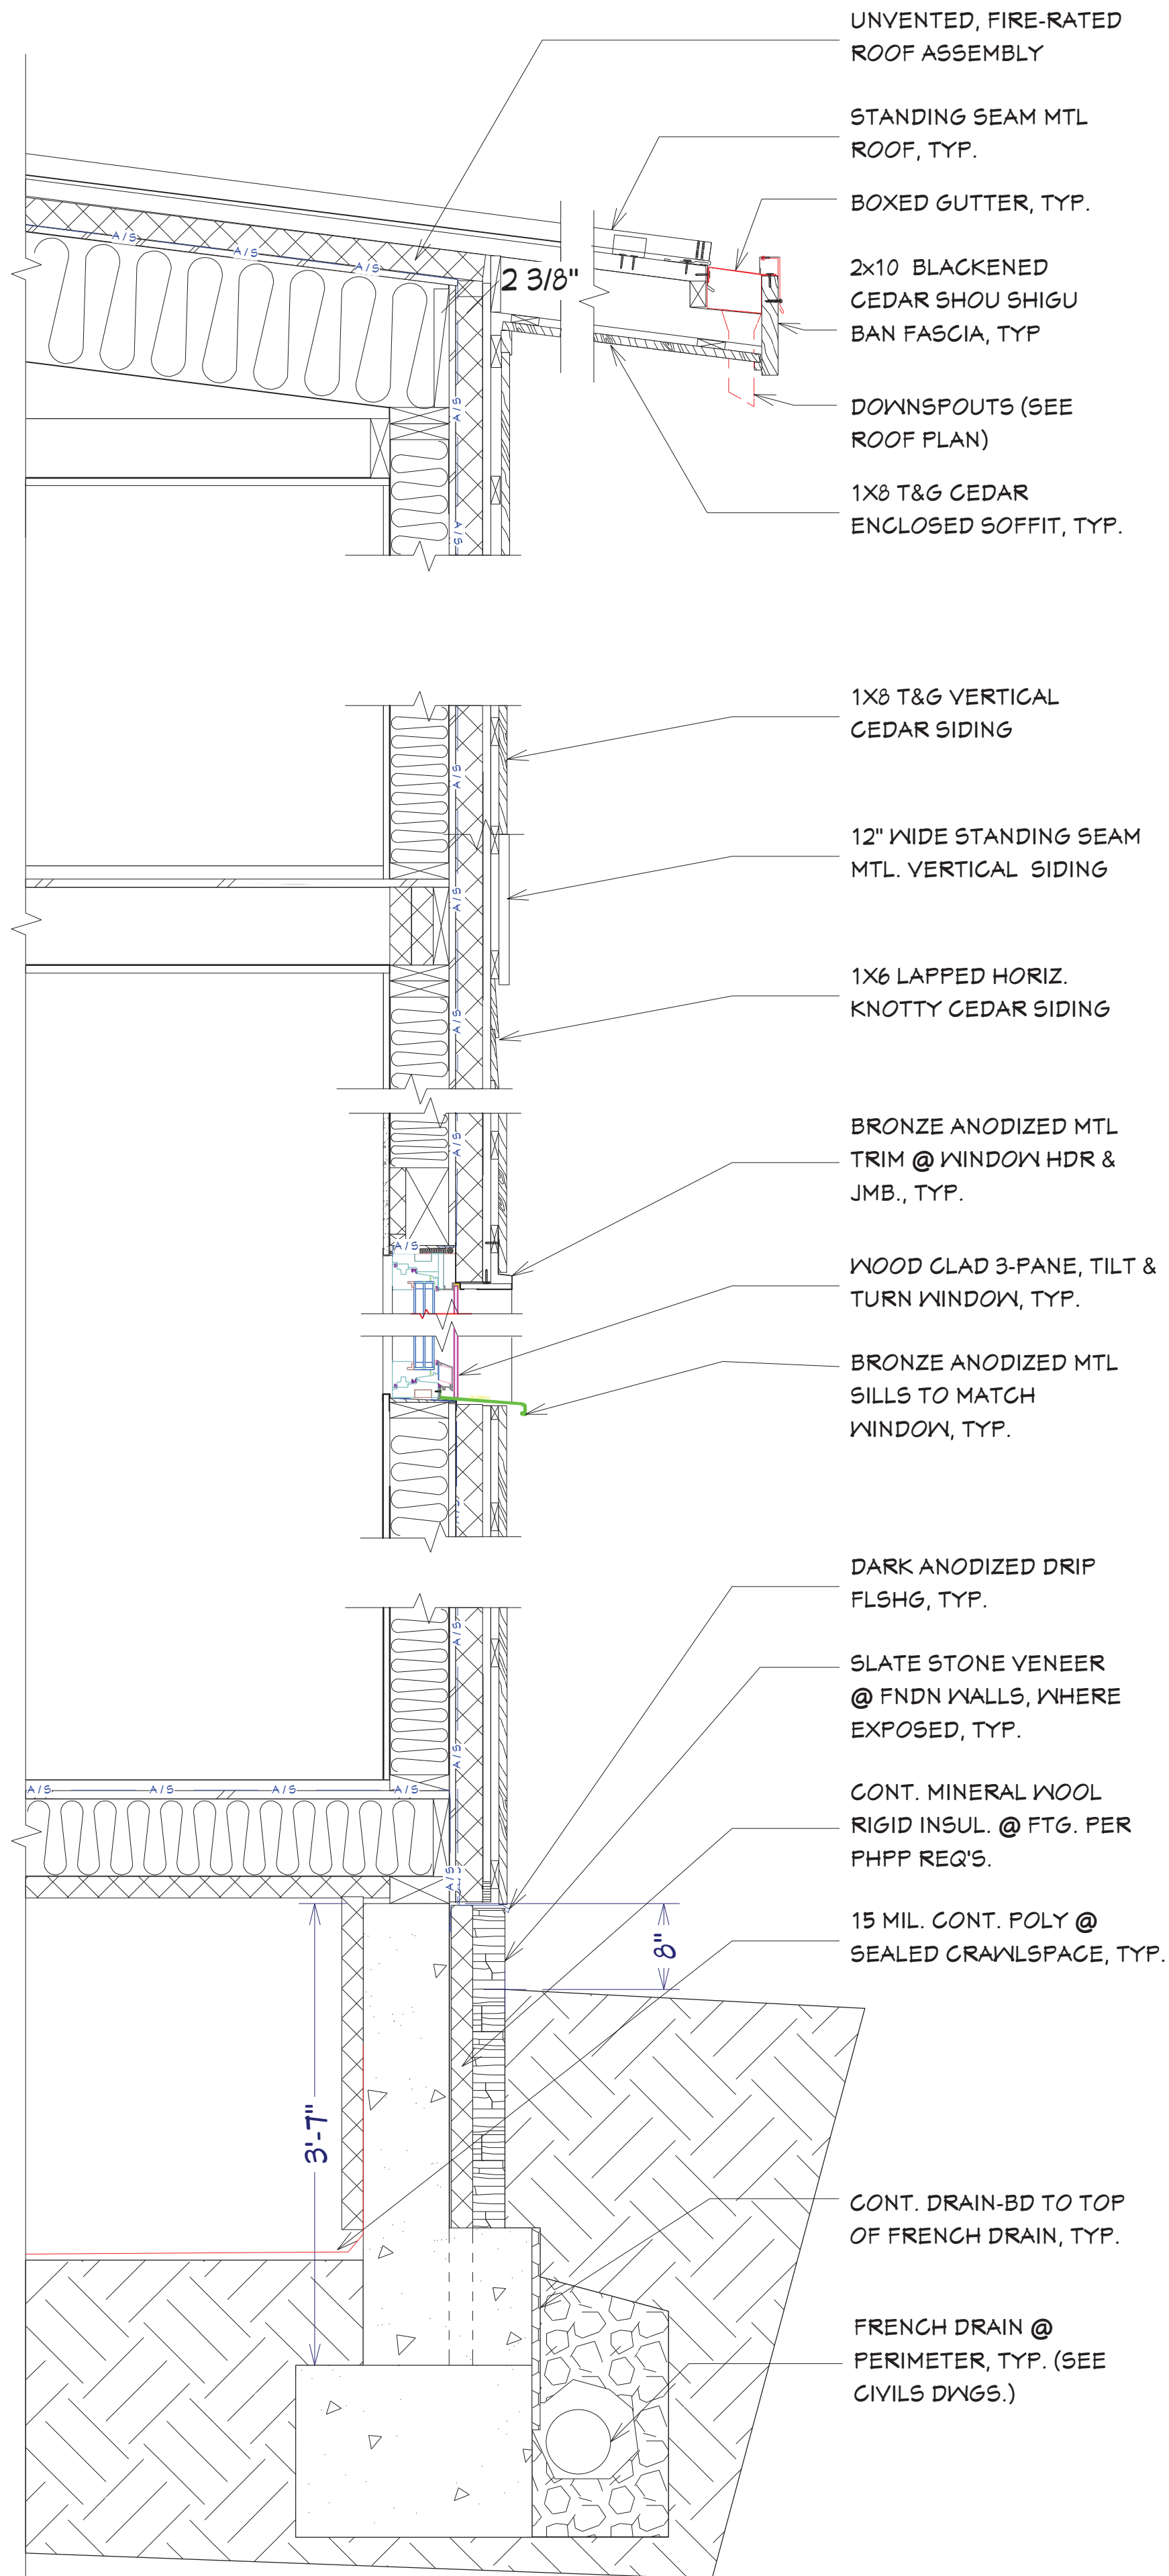 UNVENTED, FIRE-RATED
ROOF ASSEMBLY
STANDING SEAM MTL
ROOF, TYP.
BOXED GUTTER, TYP.
2x10 BLACKENED
CEDAR SHOU SHIGU
BAN FASCIA, TYP
DOWNSPOUTS (SEE
ROOF PLAN)
1X8 T&G CEDAR
ENCLOSED SOFFIT, TYP.
A/S
A/S
A/S
2 3/8"
A/S
A/S
1X8 T&G VERTICAL
CEDAR SIDING
A/S
12" WIDE STANDING SEAM
MTL. VERTICAL SIDING
A/S
1X6 LAPPED HORIZ.
KNOTTY CEDAR SIDING
A/S
BRONZE ANODIZED MTL
TRIM @ WINDOW HDR &
JMB., TYP.
A/S
A/S
WOOD CLAD 3-PANE, TILT &
TURN WINDOW, TYP.
BRONZE ANODIZED MTL
SILLS TO MATCH
WINDOW, TYP.
A/S
DARK ANODIZED DRIP
FLSHG, TYP.
A/S
SLATE STONE VENEER
@ FNDN WALLS, WHERE
EXPOSED, TYP.
A/S
A/S
A/S
A/S
A/S
CONT. MINERAL WOOL
RIGID INSUL. @ FTG. PER
PHPP REQ'S.
A/S
8"
15 MIL. CONT. POLY @
SEALED CRAWLSPACE, TYP.
3'-7"
CONT. DRAIN-BD TO TOP
OF FRENCH DRAIN, TYP.
FRENCH DRAIN @
PERIMETER, TYP. (SEE
CIVILS DWGS.)